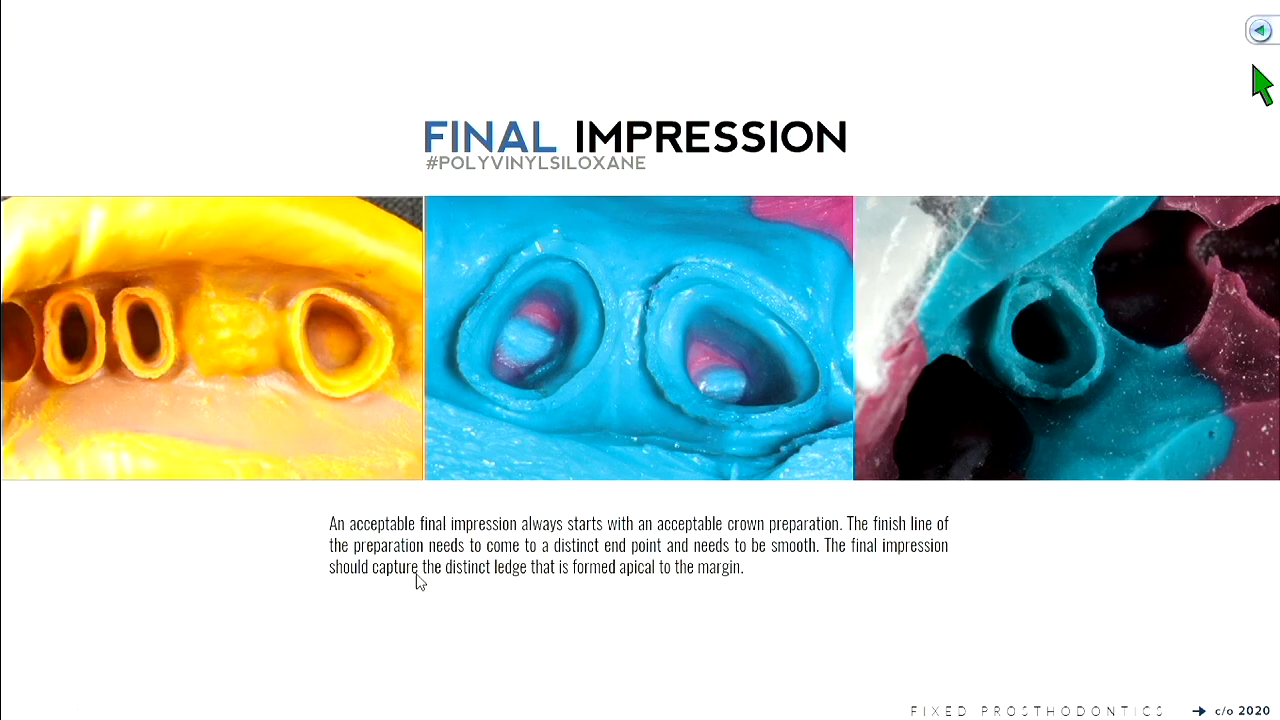 FINAL IMPRESSION
#POLYVINYLSILOXANE
An acceptable final impression always starts with an acceptable crown preparation. The finish line of
the preparation needs to come to a distinct end point and needs to be smooth. The final impression
should capture the distinct ledge that is formed apical to the margin.
FIXED PROSTHODONTICS → c/o 2020